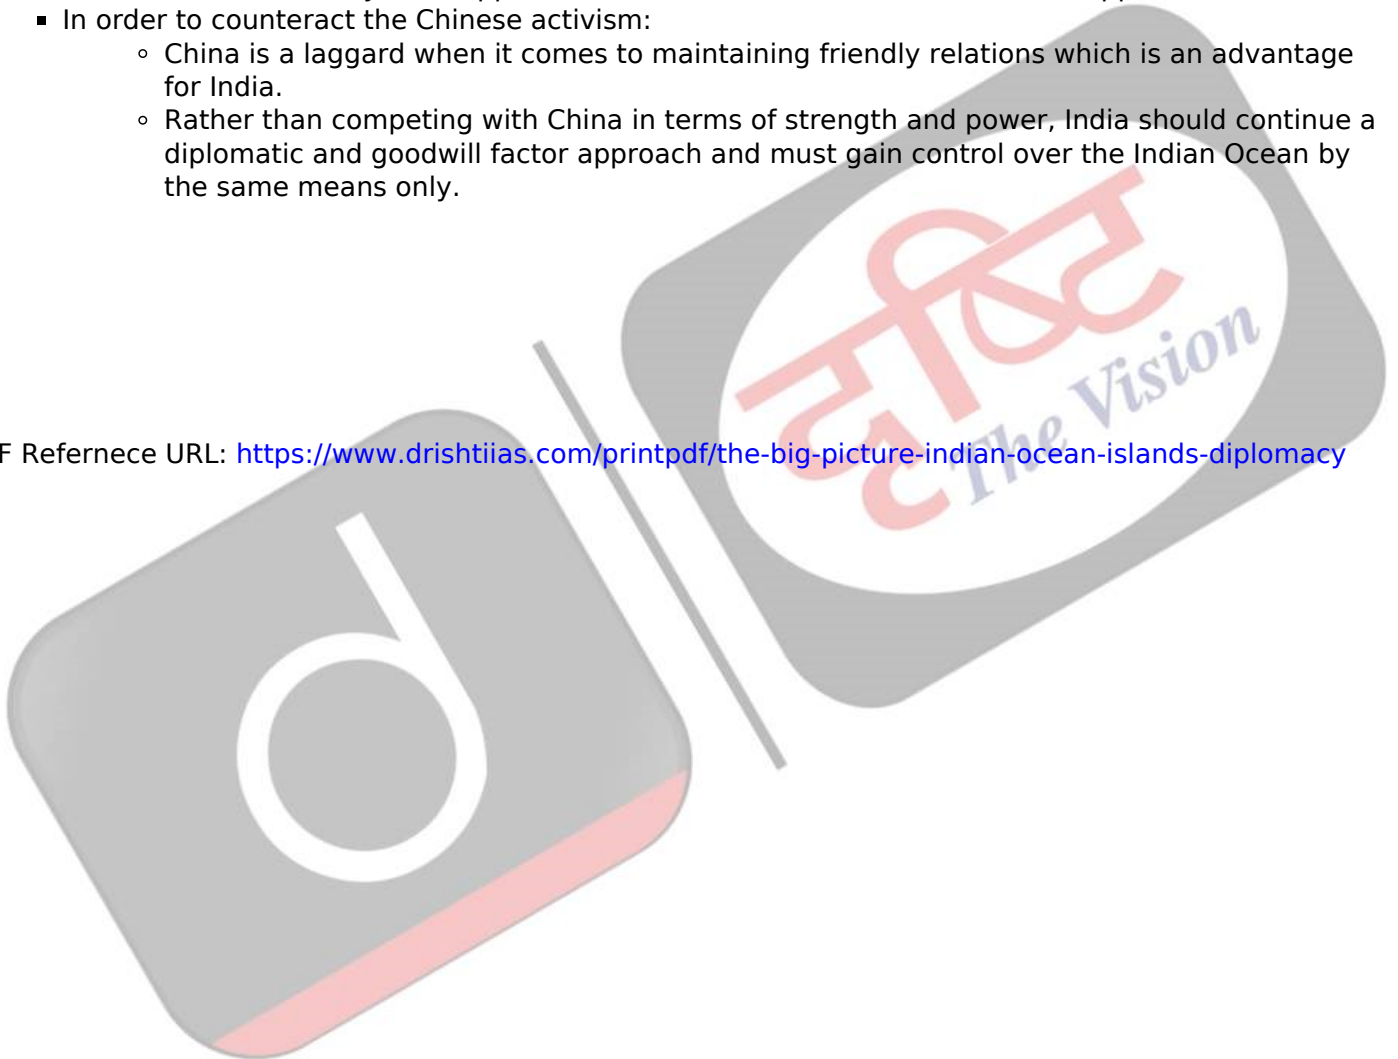 In order to counteract the Chinese activism:
China is a laggard when it comes to maintaining friendly relations which is an advantage
for India.
Rather than competing with China in terms of strength and power, India should continue a
diplomatic and goodwill factor approach and must gain control over the Indian Ocean by
the same means only.
दृष्टि
The Vision
F Refernece URL: https://www.drishtiias.com/printpdf/the-big-picture-indian-ocean-islands-diplomacy
d